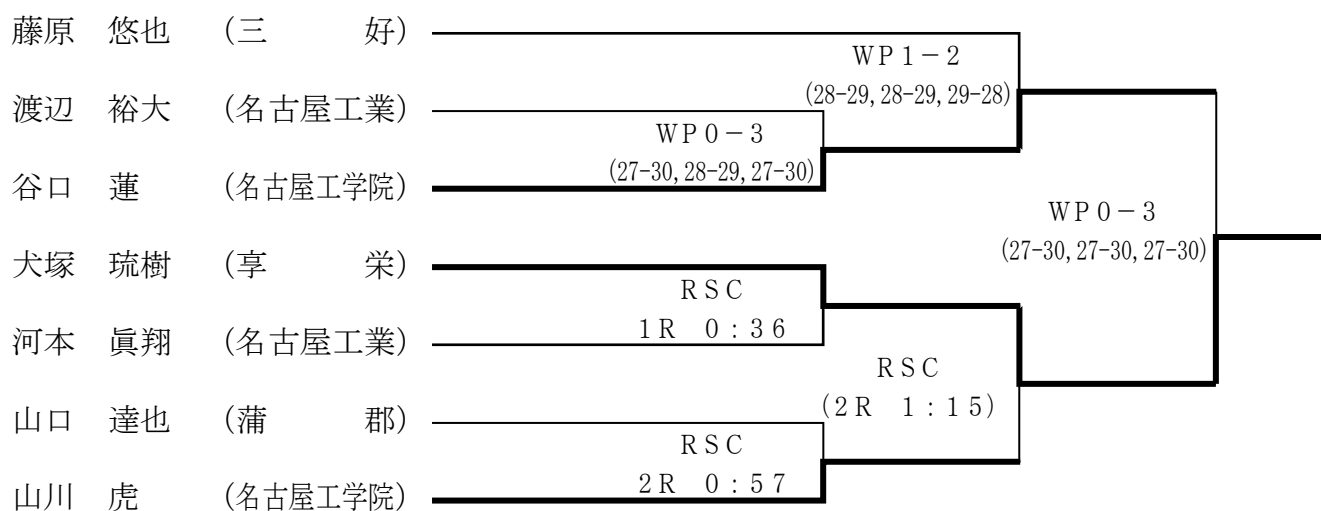 藤原 悠也 (三 好)
WP1-2
(28-29, 28-29, 29-28)
渡辺 裕大 (名古屋工業)
WP0-3
(27-30, 28-29, 27-30)
谷口 蓮 (名古屋工学院)
WP0-3
(27-30, 27-30, 27-30)
犬塚 琉樹 (享 栄)
RSC
1R 0:36
河本 眞翔 (名古屋工業)
RSC
(2R 1:15)
山口 達也 (蒲 郡)
RSC
2R 0:57
山川 虎 (名古屋工学院)